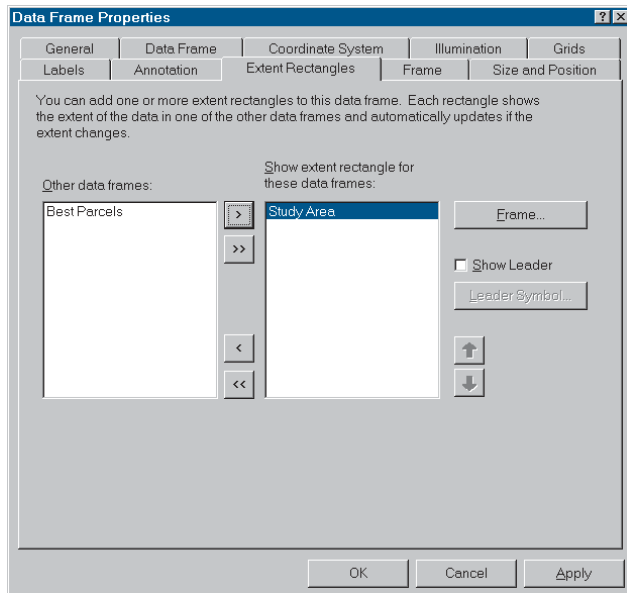 Data Frame Properties
? X
General Data Frame Coordinate System Illumination Grids
Labels Annotation Extent Rectangles Frame Size and Position
You can add one or more extent rectangles to this data frame. Each rectangle shows
the extent of the data in one of the other data frames and automatically updates if the
extent changes.
Other data frames:
Show extent rectangle for
these data frames:
Best Parcels
>
Study Area
Frame...
>>
Show Leader
Leader Symbol...
<
<<
OK Cancel Apply